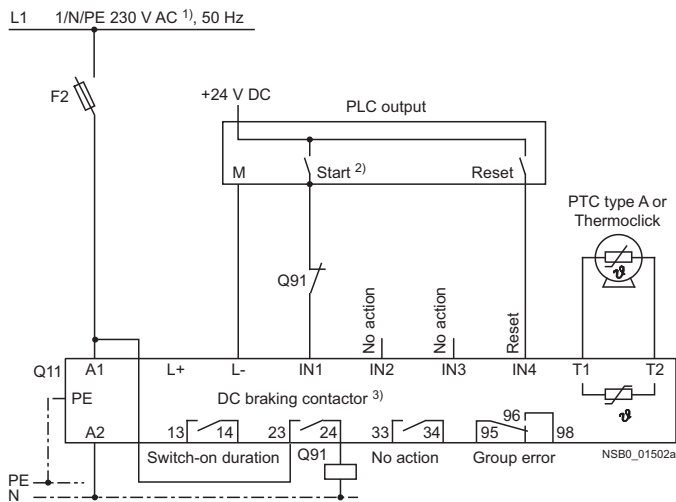 L1 1/N/PE 230 V AC 1), 50 Hz
F2
+24 V DC
PLC output
M Start 2) Reset
PTC type A or
Thermoclick
ϑ
Q91
No action
No action
Reset
Q11 A1 L+ L- IN1 IN2 IN3 IN4 T1 T2
PE DC braking contactor 3)
ϑ
A2 13 14 23 24 33 34 95 96 98
Switch-on duration Q91 No action Group error NSB0_01502a
PE
N